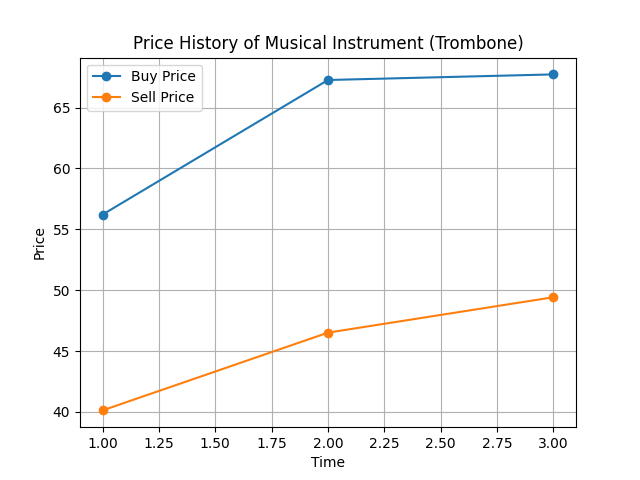 Price History of Musical Instrument (Trombone)
Buy Price
Sell Price
65
60
55
50
45
40
Price
1.00 1.25 1.50 1.75 2.00 2.25 2.50 2.75 3.00
Time